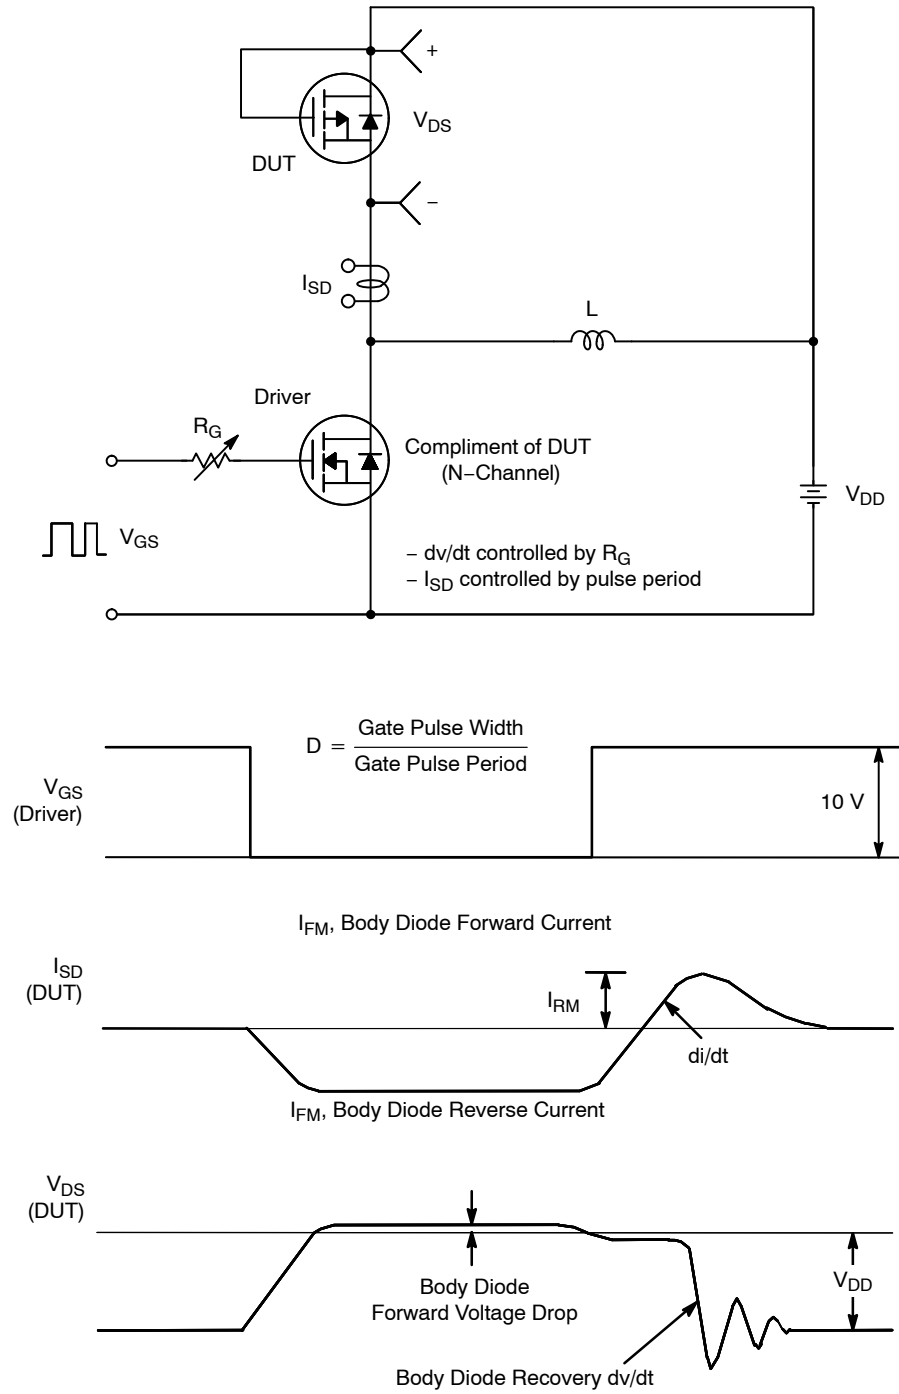 +
V_DS
DUT
−
I_SD
L
Driver
R_G
Compliment of DUT
(N−Channel)
V_DD
V_GS
− dv/dt controlled by R_G
− I_SD controlled by pulse period
D = Gate Pulse Width
Gate Pulse Period
V_GS
(Driver)
10 V
I_FM, Body Diode Forward Current
I_SD
(DUT)
I_RM
di/dt
I_FM, Body Diode Reverse Current
V_DS
(DUT)
V_DD
Body Diode
Forward Voltage Drop
Body Diode Recovery dv/dt